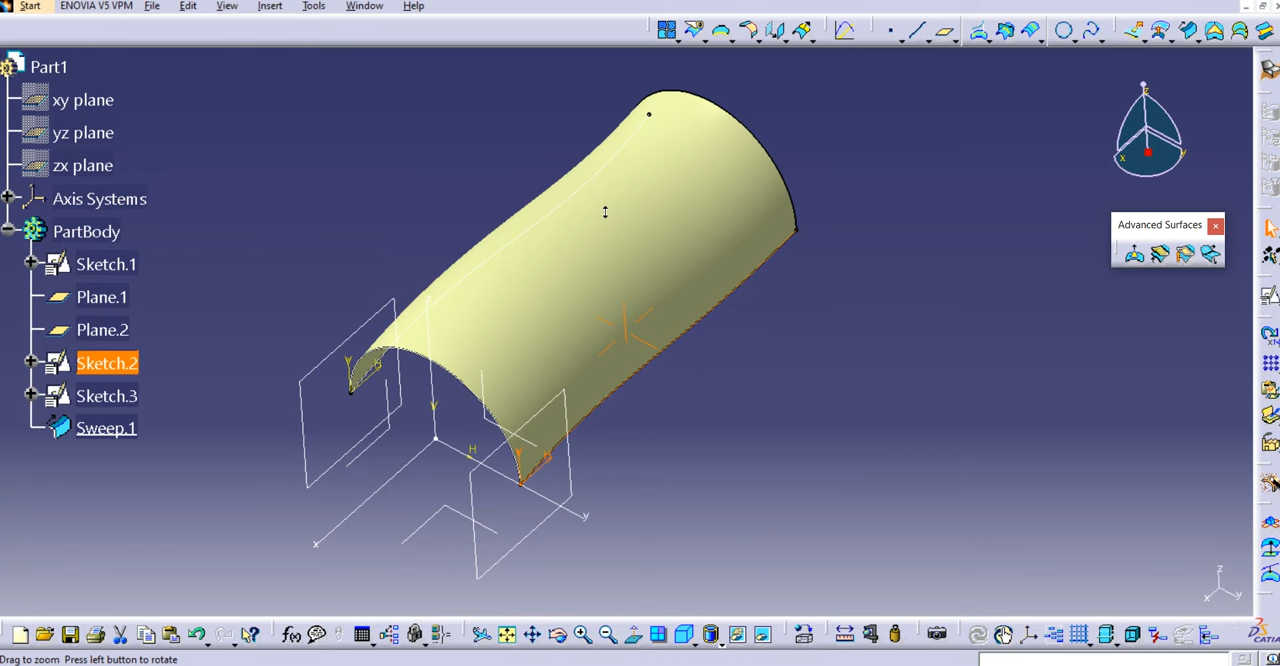 Start ENOVIA V5 VPM File Edit View Insert Tools Window Help
Part1
xy plane
yz plane
zx plane
Axis Systems
PartBody
Sketch.1
Plane.1
Plane.2
Sketch.2
Sketch.3
Sweep.1
z
x
y
Advanced Surfaces
V
V
H
V
H
x
y
z
x
y
f(x)
CATIA
Drag to zoom Press left button to rotate